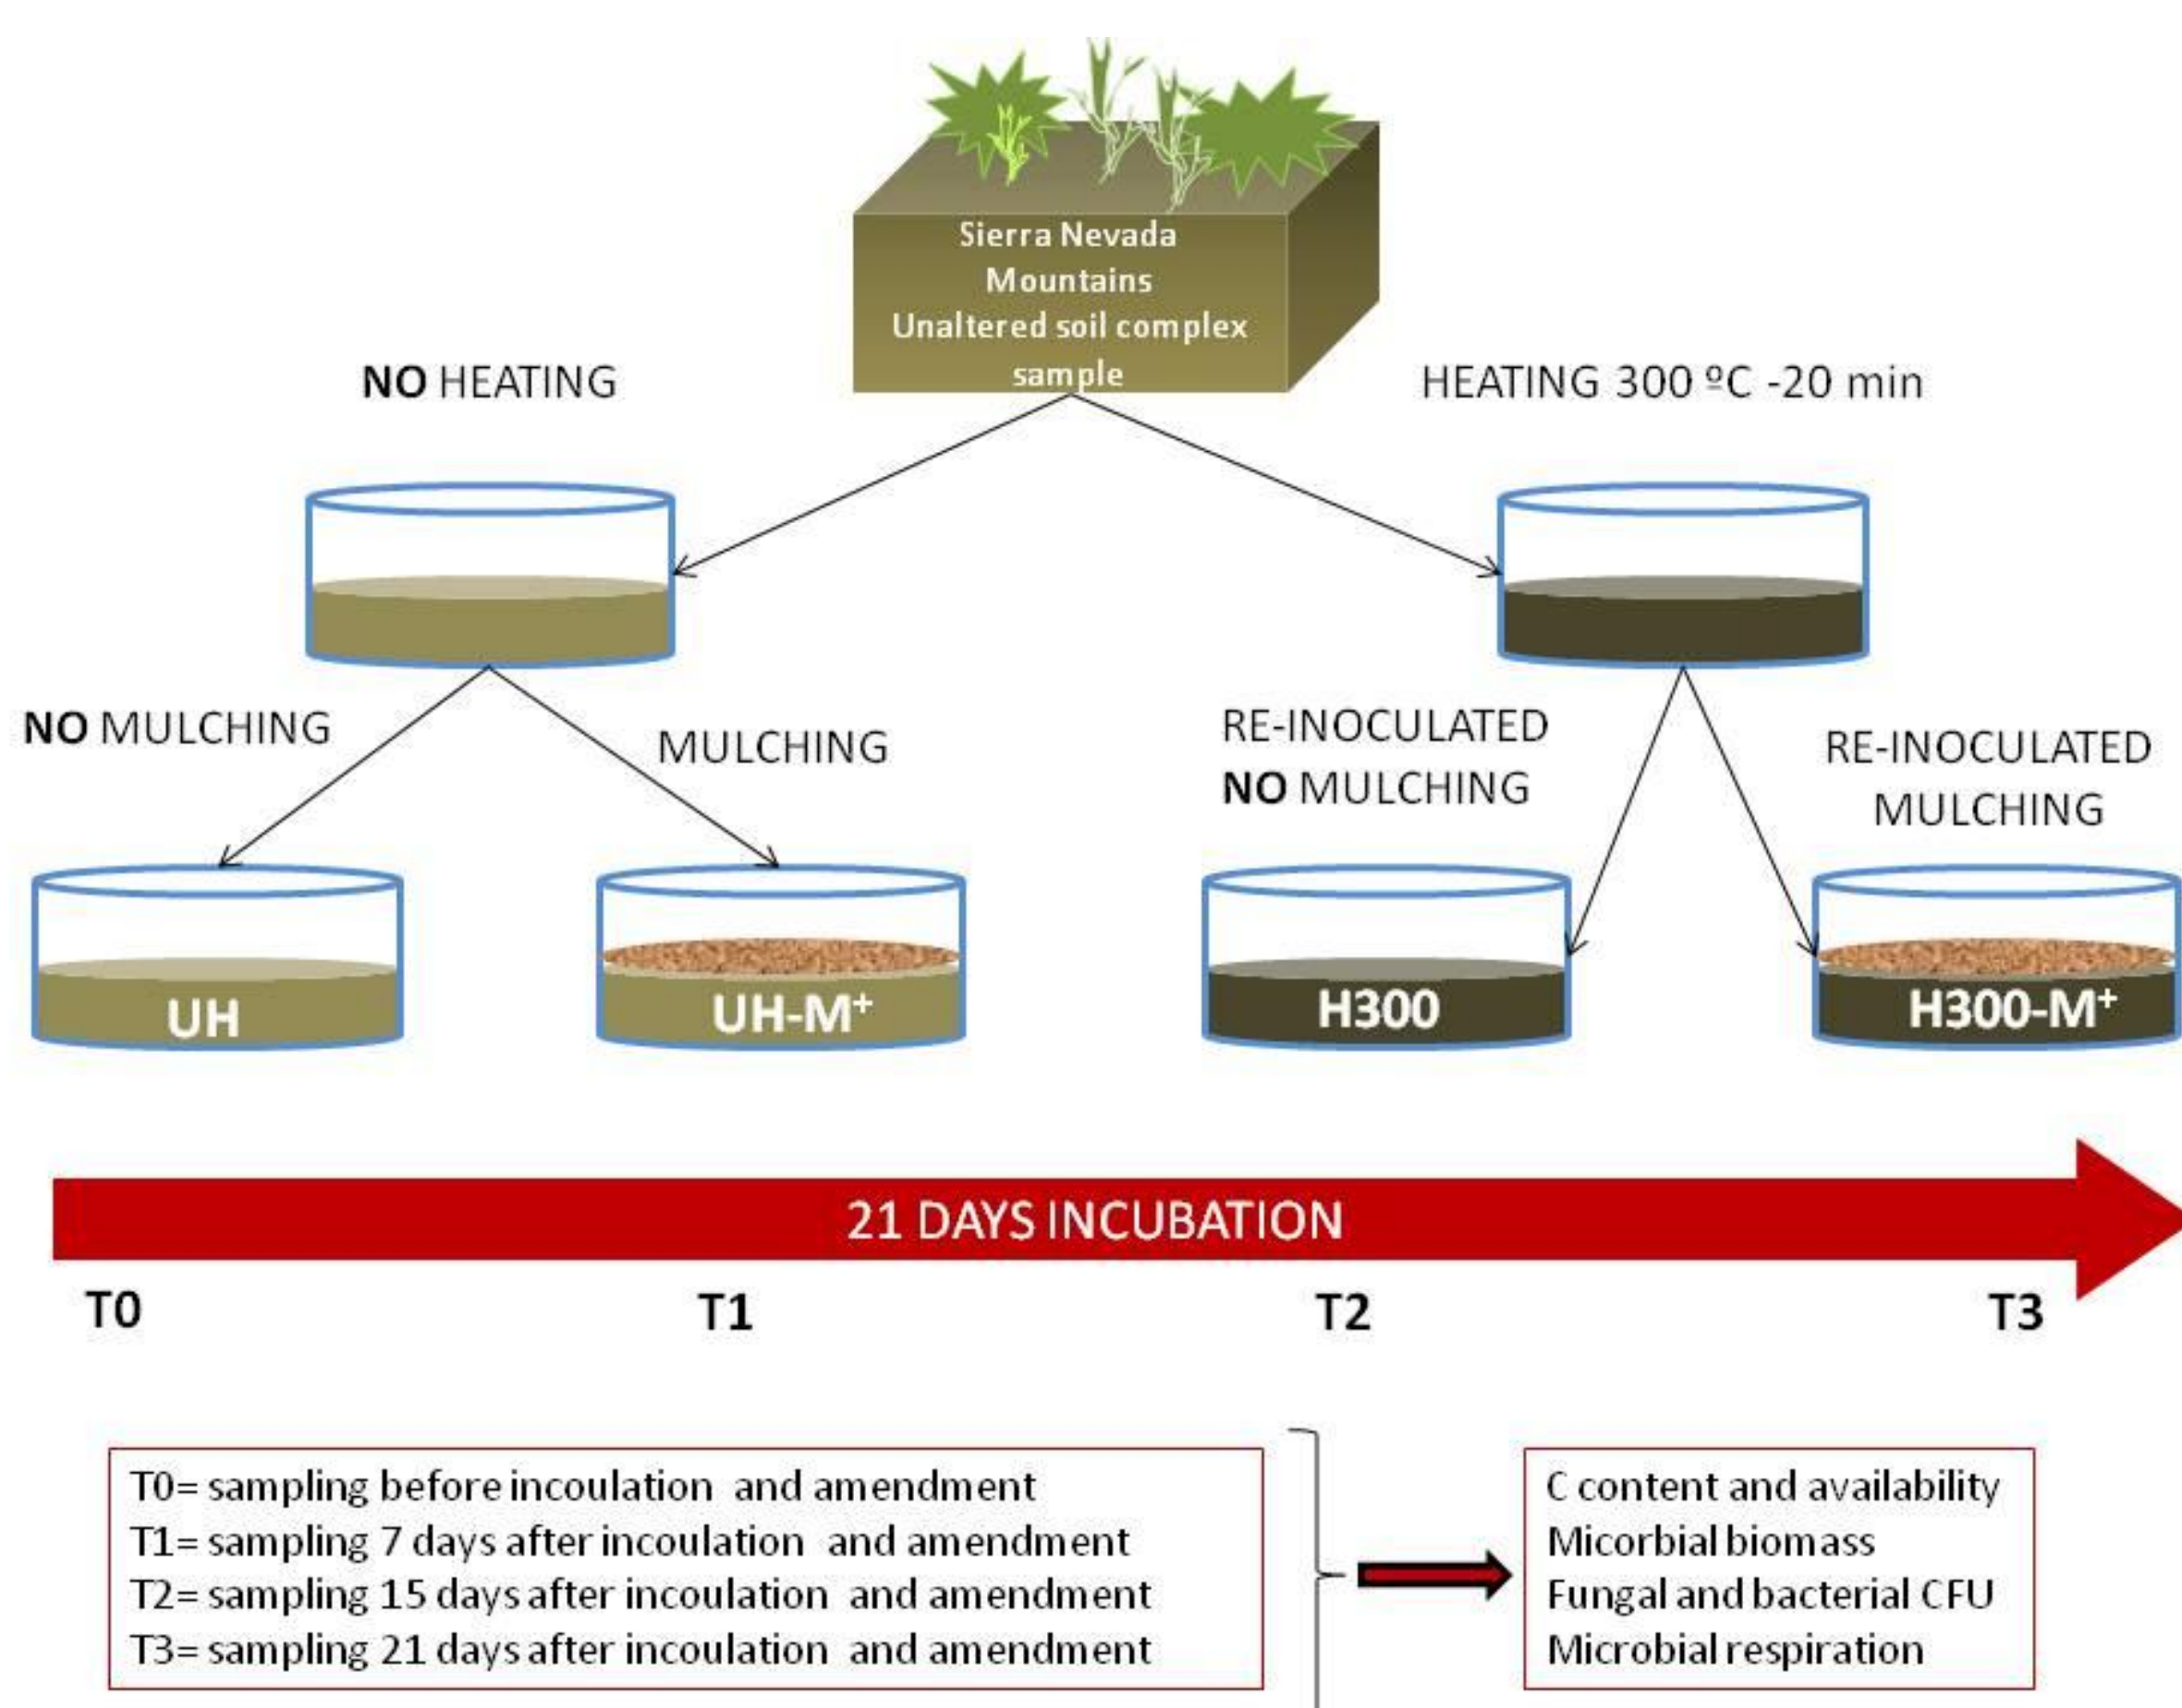 Sierra Nevada
Mountains
Unaltered soil complex
sample
NO HEATING
HEATING 300 ºC -20 min
NO MULCHING
MULCHING
RE-INOCULATED
NO MULCHING
RE-INOCULATED
MULCHING
UH
UH-M⁺
H300
H300-M⁺
21 DAYS INCUBATION
T0
T1
T2
T3
T0= sampling before incoulation and amendment
T1= sampling 7 days after incoulation and amendment
T2= sampling 15 days after incoulation and amendment
T3= sampling 21 days after incoulation and amendment
C content and availability
Micorbial biomass
Fungal and bacterial CFU
Microbial respiration